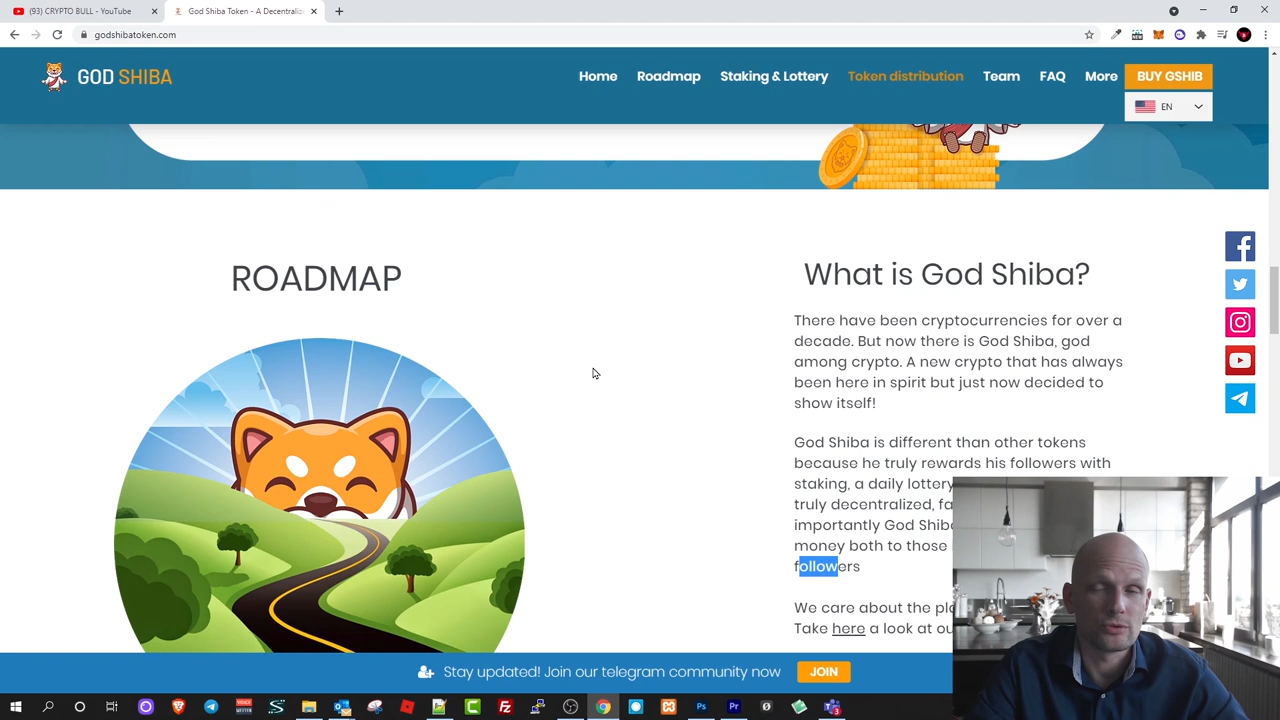 (93) CRYPTO BULL - YouTube
God Shiba Token - A Decentraliz
godshibatoken.com
GOD SHIBA
Home
Roadmap
Staking & Lottery
Token distribution
Team
FAQ
More
BUY GSHIB
EN
ROADMAP
What is God Shiba?
There have been cryptocurrencies for over a
decade. But now there is God Shiba, god
among crypto. A new crypto that has always
been here in spirit but just now decided to
show itself!
God Shiba is different than other tokens
because he truly rewards his followers with
staking, a daily lottery
truly decentralized, fa
importantly God Shiba
money both to those
followers
We care about the pl
Take here a look at ou
Stay updated! Join our telegram community now
JOIN